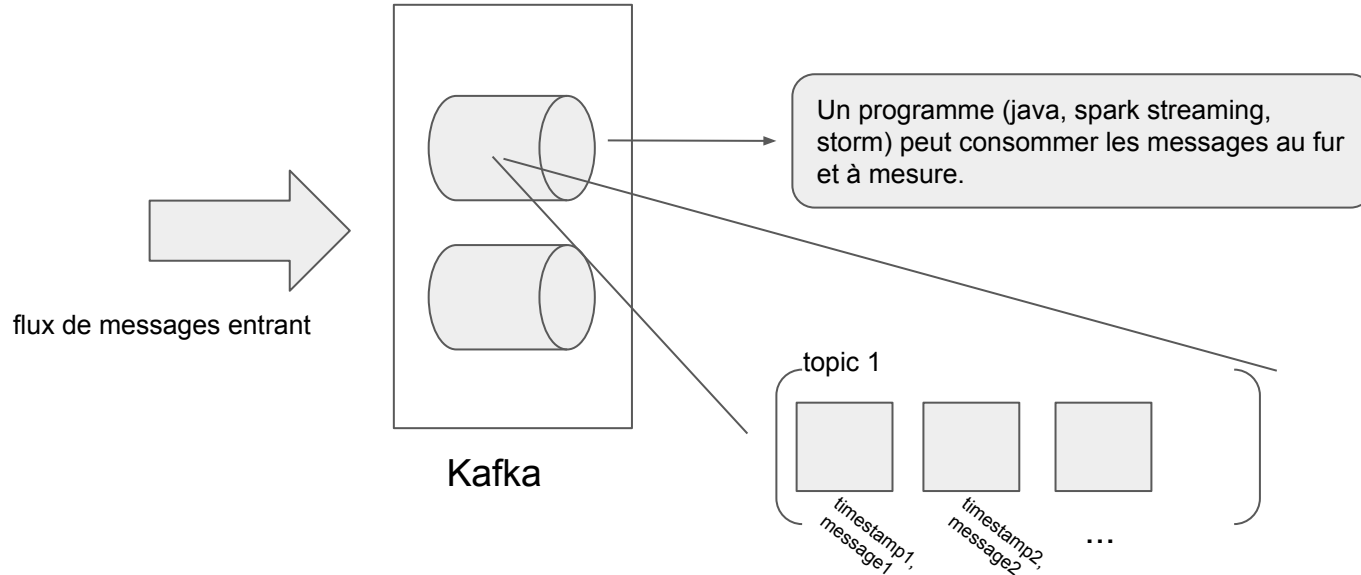 Un programme (java, spark streaming,
storm) peut consommer les messages au fur
et à mesure.
flux de messages entrant
topic 1
Kafka
timestamp1,
message1
timestamp2,
message2
...